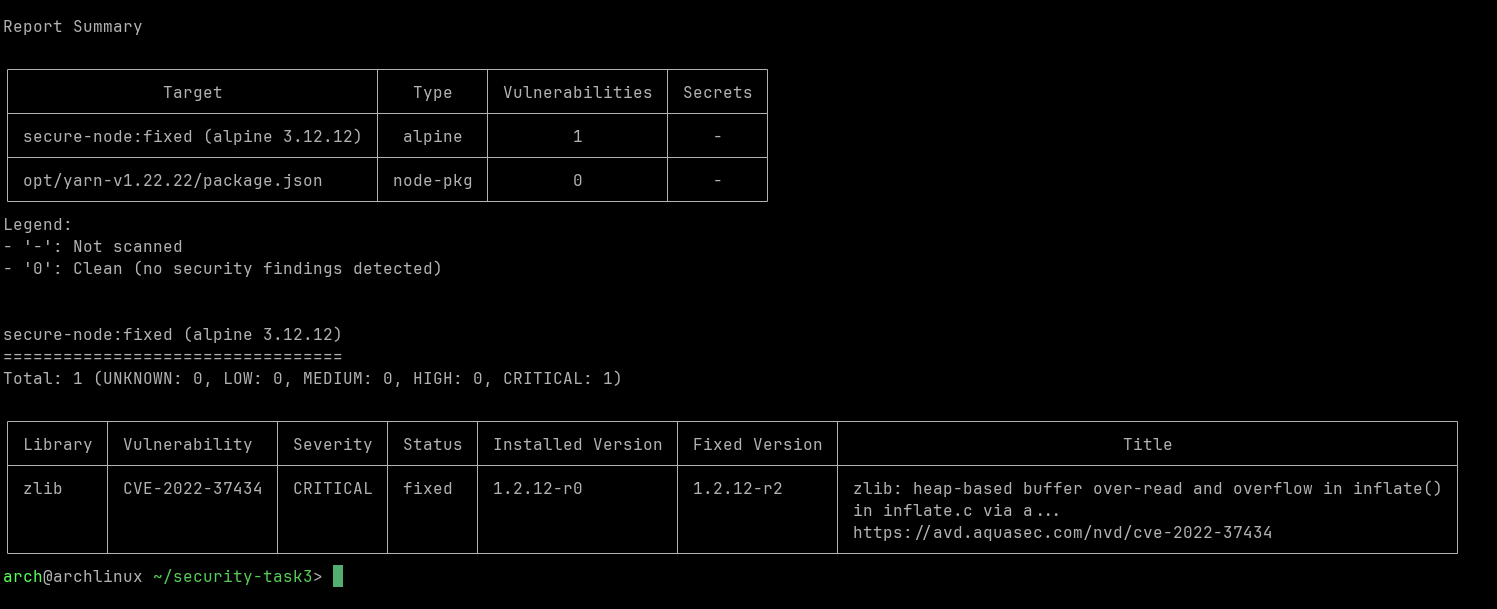 Report Summary
Target Type Vulnerabilities Secrets
secure-node:fixed (alpine 3.12.12) alpine 1 -
opt/yarn-v1.22.22/package.json node-pkg 0 -
Legend:
- '-': Not scanned
- '0': Clean (no security findings detected)
secure-node:fixed (alpine 3.12.12)
==================================
Total: 1 (UNKNOWN: 0, LOW: 0, MEDIUM: 0, HIGH: 0, CRITICAL: 1)
Library Vulnerability Severity Status Installed Version Fixed Version Title
zlib CVE-2022-37434 CRITICAL fixed 1.2.12-r0 1.2.12-r2 zlib: heap-based buffer over-read and overflow in inflate()
in inflate.c via a...
https://avd.aquasec.com/nvd/cve-2022-37434
arch@archlinux ~/security-task3>